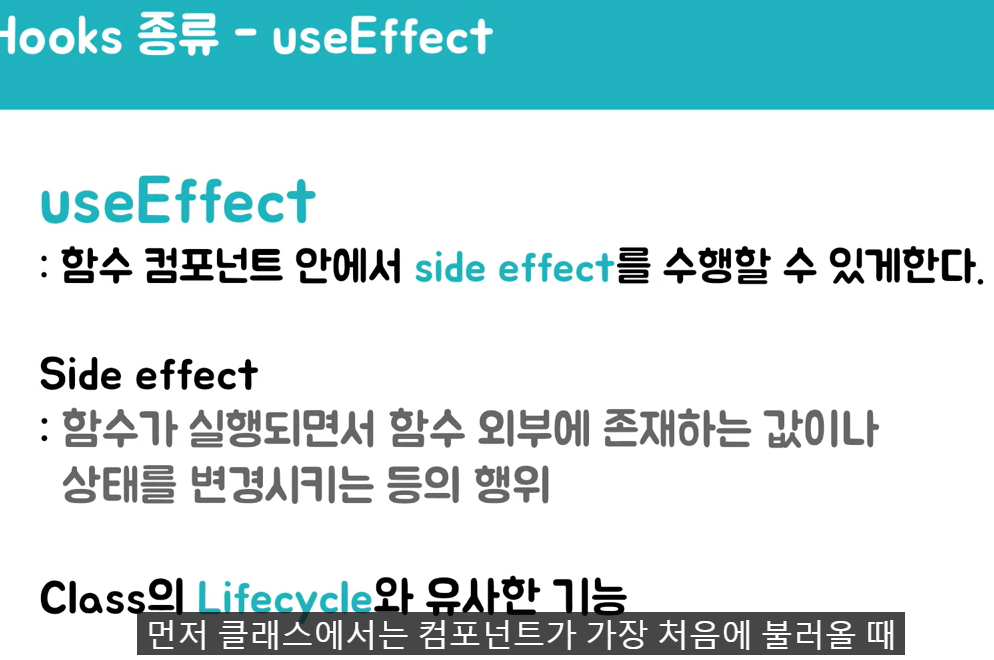 Hooks 종류 - useEffect
useEffect
: 함수 컴포넌트 안에서 side effect를 수행할 수 있게한다.
Side effect
: 함수가 실행되면서 함수 외부에 존재하는 값이나
상태를 변경시키는 등의 행위
Class의 Lifecycle와 유사한 기능
먼저 클래스에서는 컴포넌트가 가장 처음에 불러올 때